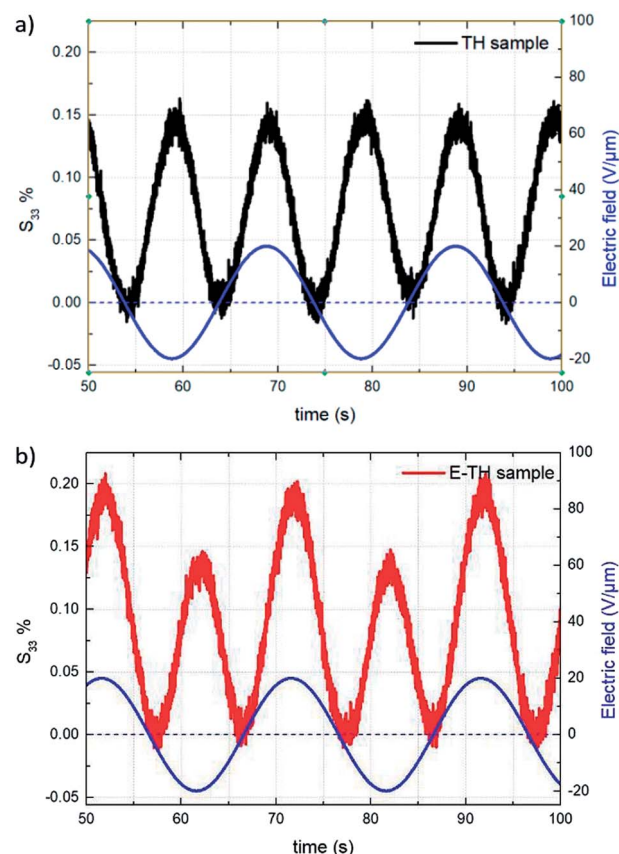 a)
TH sample
0.20
0.15
0.10
0.05
0.00
-0.05
S33 %
100
80
60
40
20
0
-20
Electric field (V/μm)
50 60 70 80 90 100
time (s)
b)
E-TH sample
0.20
0.15
0.10
0.05
0.00
-0.05
S33 %
100
80
60
40
20
0
-20
Electric field (V/μm)
50 60 70 80 90 100
time (s)